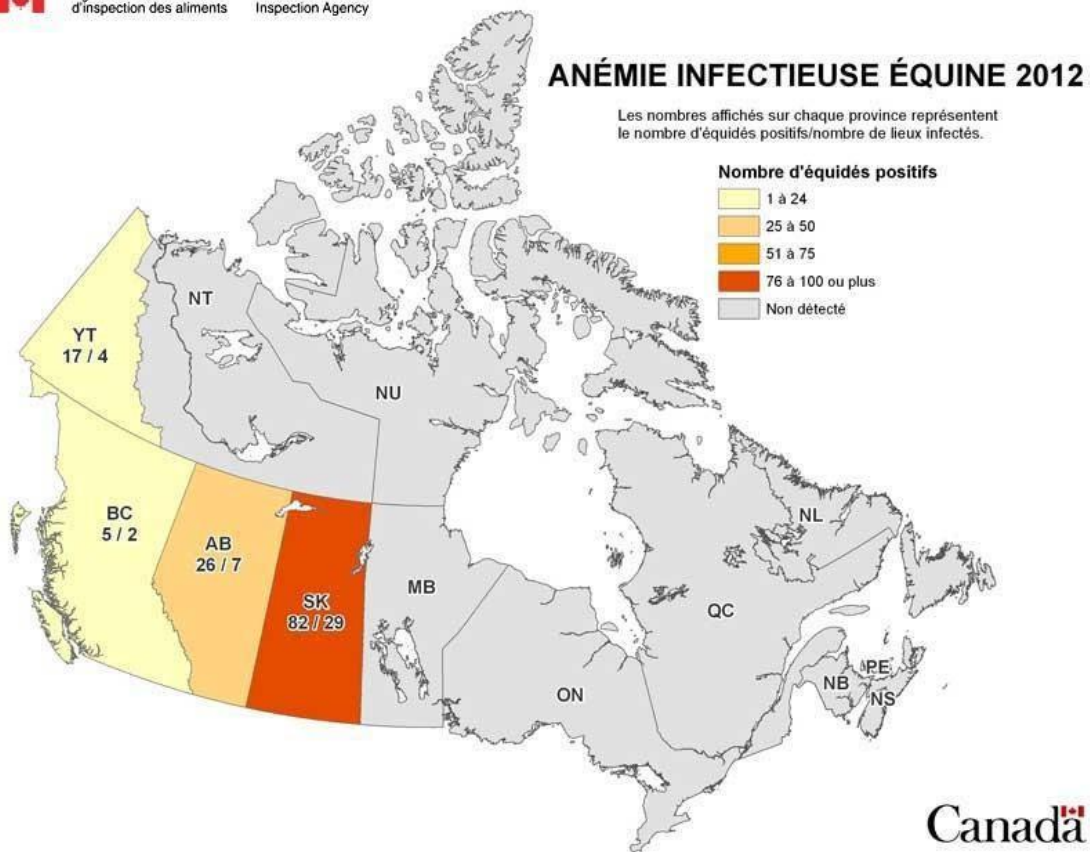 d'inspection des aliments Inspection Agency
ANÉMIE INFECTIEUSE ÉQUINE 2012
Les nombres affichés sur chaque province représentent
le nombre d'équidés positifs/nombre de lieux infectés.
Nombre d'équidés positifs
1 à 24
25 à 50
51 à 75
76 à 100 ou plus
Non détecté
NT
YT
17 / 4
NU
BC
5 / 2
AB
26 / 7
SK
82 / 29
MB
NL
QC
ON
PE
NB
NS
Canada